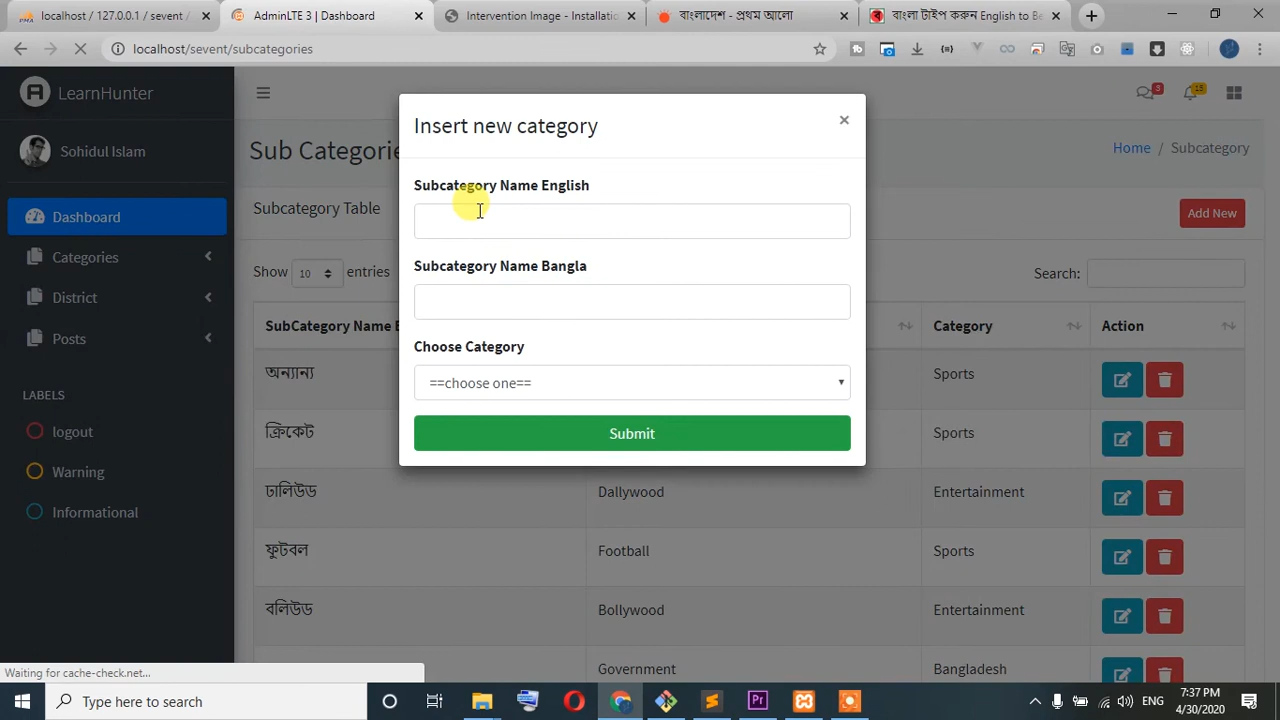 localhost / 127.0.0.1 / sevent /
AdminLTE 3 | Dashboard
Intervention Image - Installatio
বাংলাদেশ - প্রথম আলো
বাংলা টাইপ করুন English to Be
localhost/sevent/subcategories
LearnHunter
3
15
Sohidul Islam
Sub Categorie
Home / Subcategory
Dashboard
Categories
District
Posts
LABELS
logout
Warning
Informational
Subcategory Table
Add New
Show 10 entries
Search:
SubCategory Name E
Category
Action
অন্যান্য
Sports
ক্রিকেট
Sports
ঢালিউড
Dallywood
Entertainment
ফুটবল
Football
Sports
বলিউড
Bollywood
Entertainment
Government
Bangladesh
Insert new category
×
Subcategory Name English
Subcategory Name Bangla
Choose Category
==choose one==
Submit
Waiting for cache-check.net...
Type here to search
ENG
7:37 PM
4/30/2020